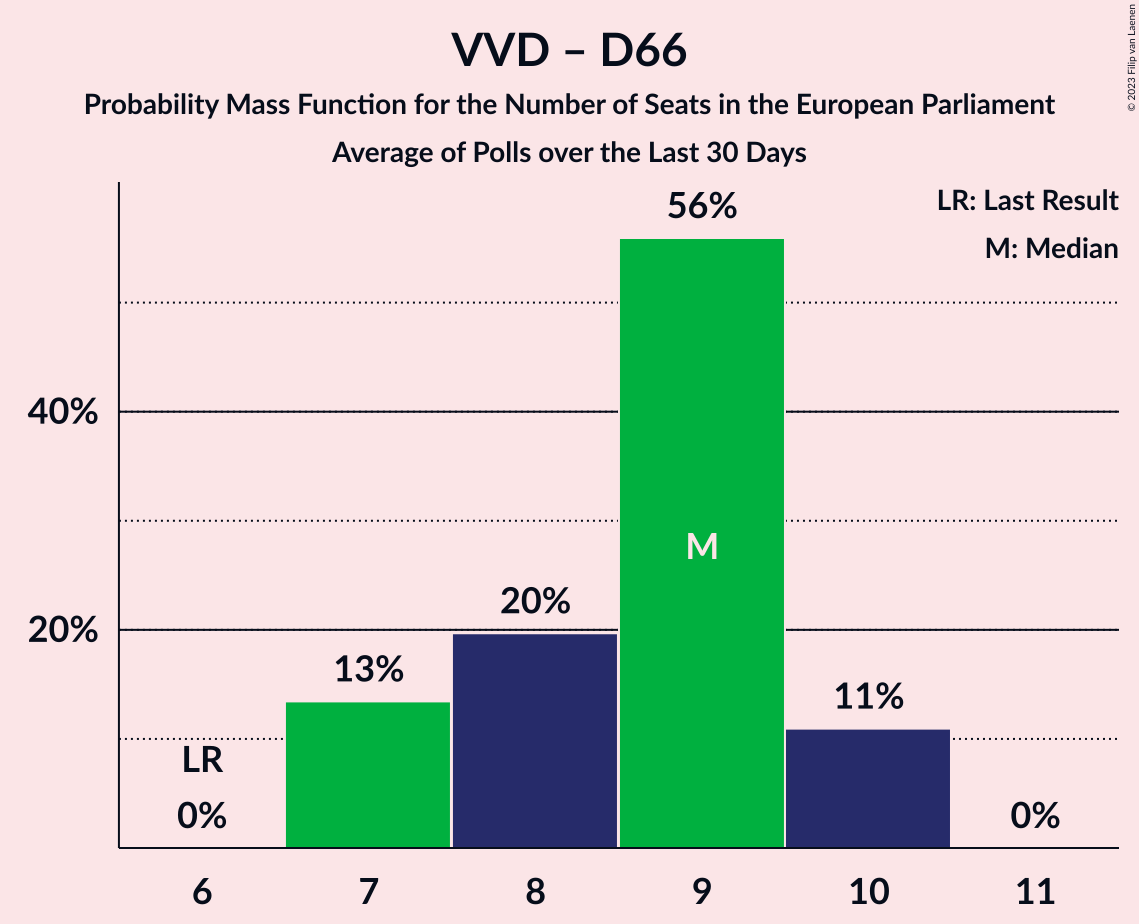 VVD – D66
Probability Mass Function for the Number of Seats in the European Parliament
Average of Polls over the Last 30 Days
© 2023 Filip van Laenen
LR: Last Result
M: Median
56%
40%
M
20%
20%
13%
11%
LR
0%
0%
6 7 8 9 10 11